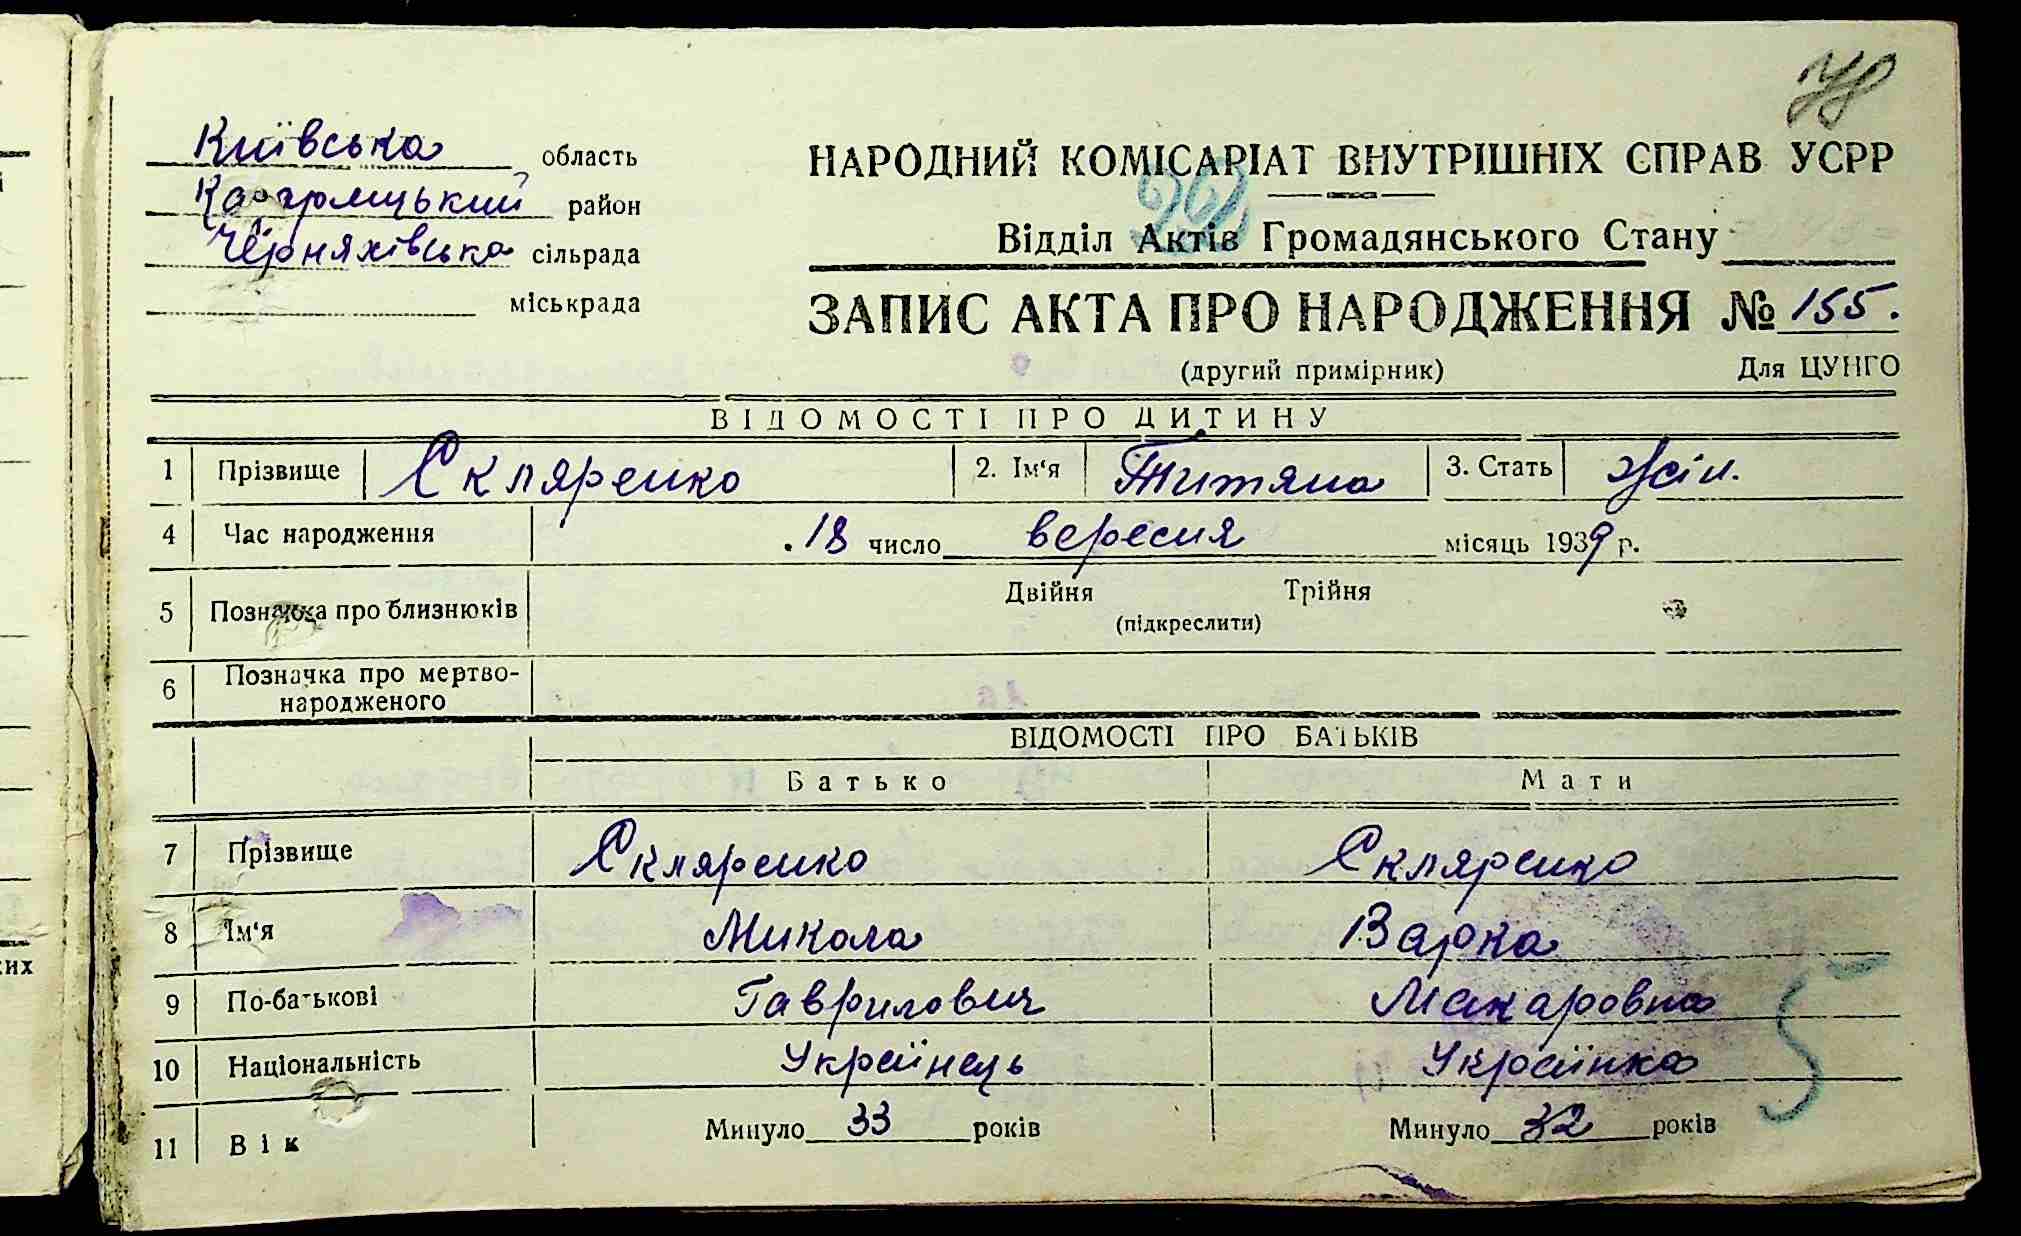 78
Київська область
Кагарлицький район
Черняхівська сільрада
міськрада
НАРОДНИЙ КОМІСАРІАТ ВНУТРІШНІХ СПРАВ УСРР
Відділ Актів Громадянського Стану
ЗАПИС АКТА ПРО НАРОДЖЕННЯ № 155.
(другий примірник) Для ЦУНГО
ВІДОМОСТІ ПРО ДИТИНУ
1 Прізвище Скляренко 2. Ім'я Титяна 3. Стать жін.
4 Час народження 18 число вересня місяць 1939 р.
5 Позначка про близнюків Двійня Трійня
(підкреслити)
6 Позначка про мертво-
народженого
ВІДОМОСТІ ПРО БАТЬКІВ
Батько Мати
7 Прізвище Скляренко Скляренко
8 Ім'я Микола Варка
9 По-батькові Гаврилович Макаровна
10 Національність Українець Українка
5
11 Вік Минуло 33 років Минуло 32 років